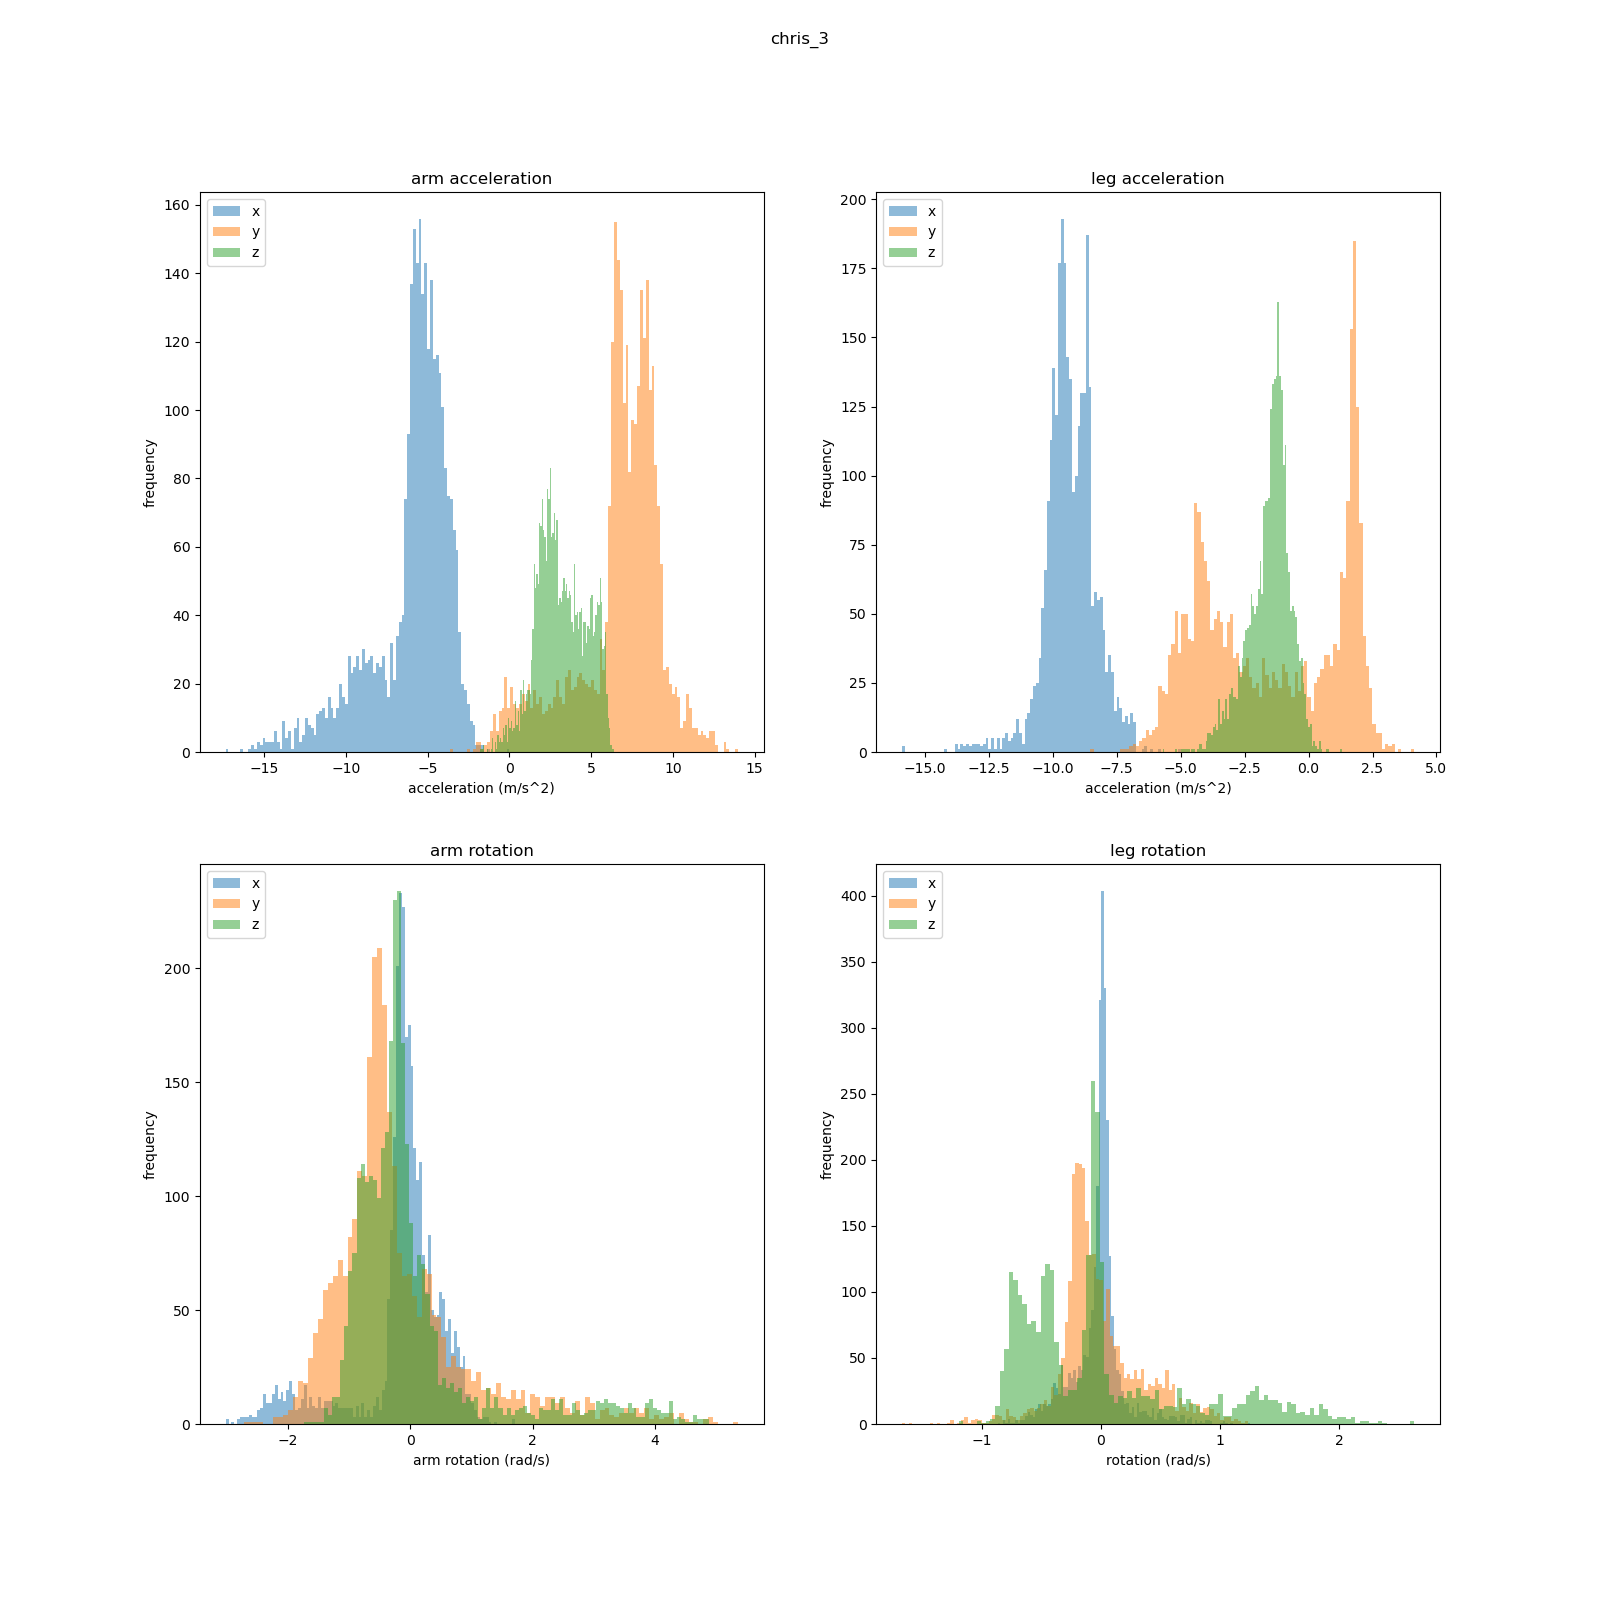 chris_3
arm acceleration
x
y
z
frequency
160
140
120
100
80
60
40
20
0
−15 −10 −5 0 5 10 15
acceleration (m/s^2)
leg acceleration
x
y
z
frequency
200
175
150
125
100
75
50
25
0
−15.0 −12.5 −10.0 −7.5 −5.0 −2.5 0.0 2.5 5.0
acceleration (m/s^2)
arm rotation
x
y
z
frequency
200
150
100
50
0
−2 0 2 4
arm rotation (rad/s)
leg rotation
x
y
z
frequency
400
350
300
250
200
150
100
50
0
−1 0 1 2
rotation (rad/s)